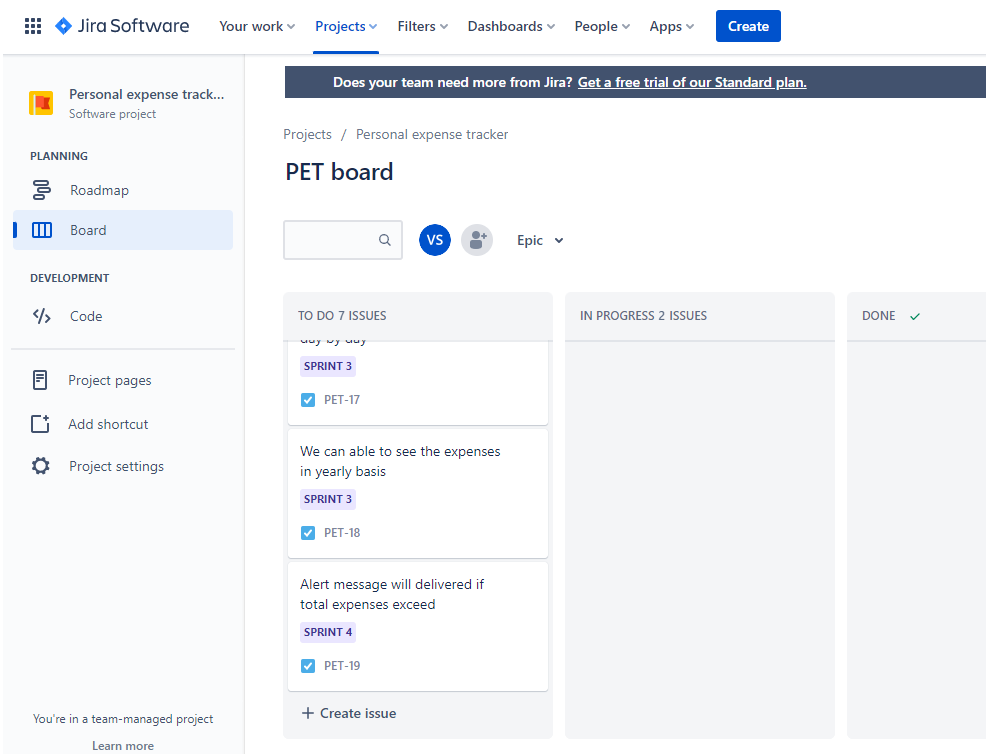 Jira Software
Your work
Projects
Filters
Dashboards
People
Apps
Create
Personal expense track...
Software project
PLANNING
Roadmap
Board
DEVELOPMENT
Code
Project pages
Add shortcut
Project settings
You're in a team-managed project
Learn more
Does your team need more from Jira? Get a free trial of our Standard plan.
Projects / Personal expense tracker
PET board
VS
Epic
TO DO 7 ISSUES
day by day
SPRINT 3
PET-17
We can able to see the expenses
in yearly basis
SPRINT 3
PET-18
Alert message will delivered if
total expenses exceed
SPRINT 4
PET-19
+ Create issue
IN PROGRESS 2 ISSUES
DONE